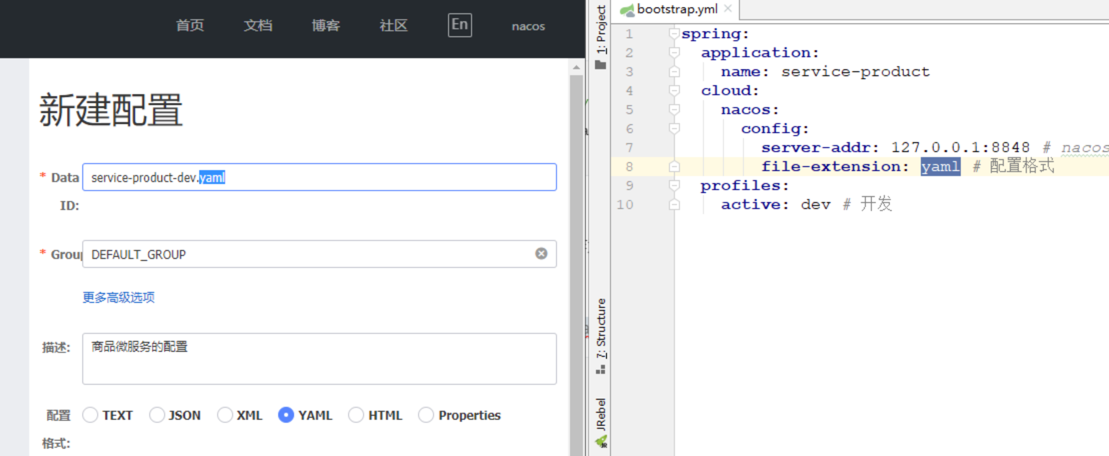 首页 文档 博客 社区 En nacos
新建配置
* Data ID:
service-product-dev.yaml
* Group
DEFAULT_GROUP
更多高级选项
描述:
商品微服务的配置
配置格式:
TEXT JSON XML YAML HTML Properties
1: Project
7: Structure
JRebel
bootstrap.yml
1 spring:
2   application:
3     name: service-product
4   cloud:
5     nacos:
6       config:
7         server-addr: 127.0.0.1:8848 # nacos
8         file-extension: yaml # 配置格式
9   profiles:
10     active: dev # 开发